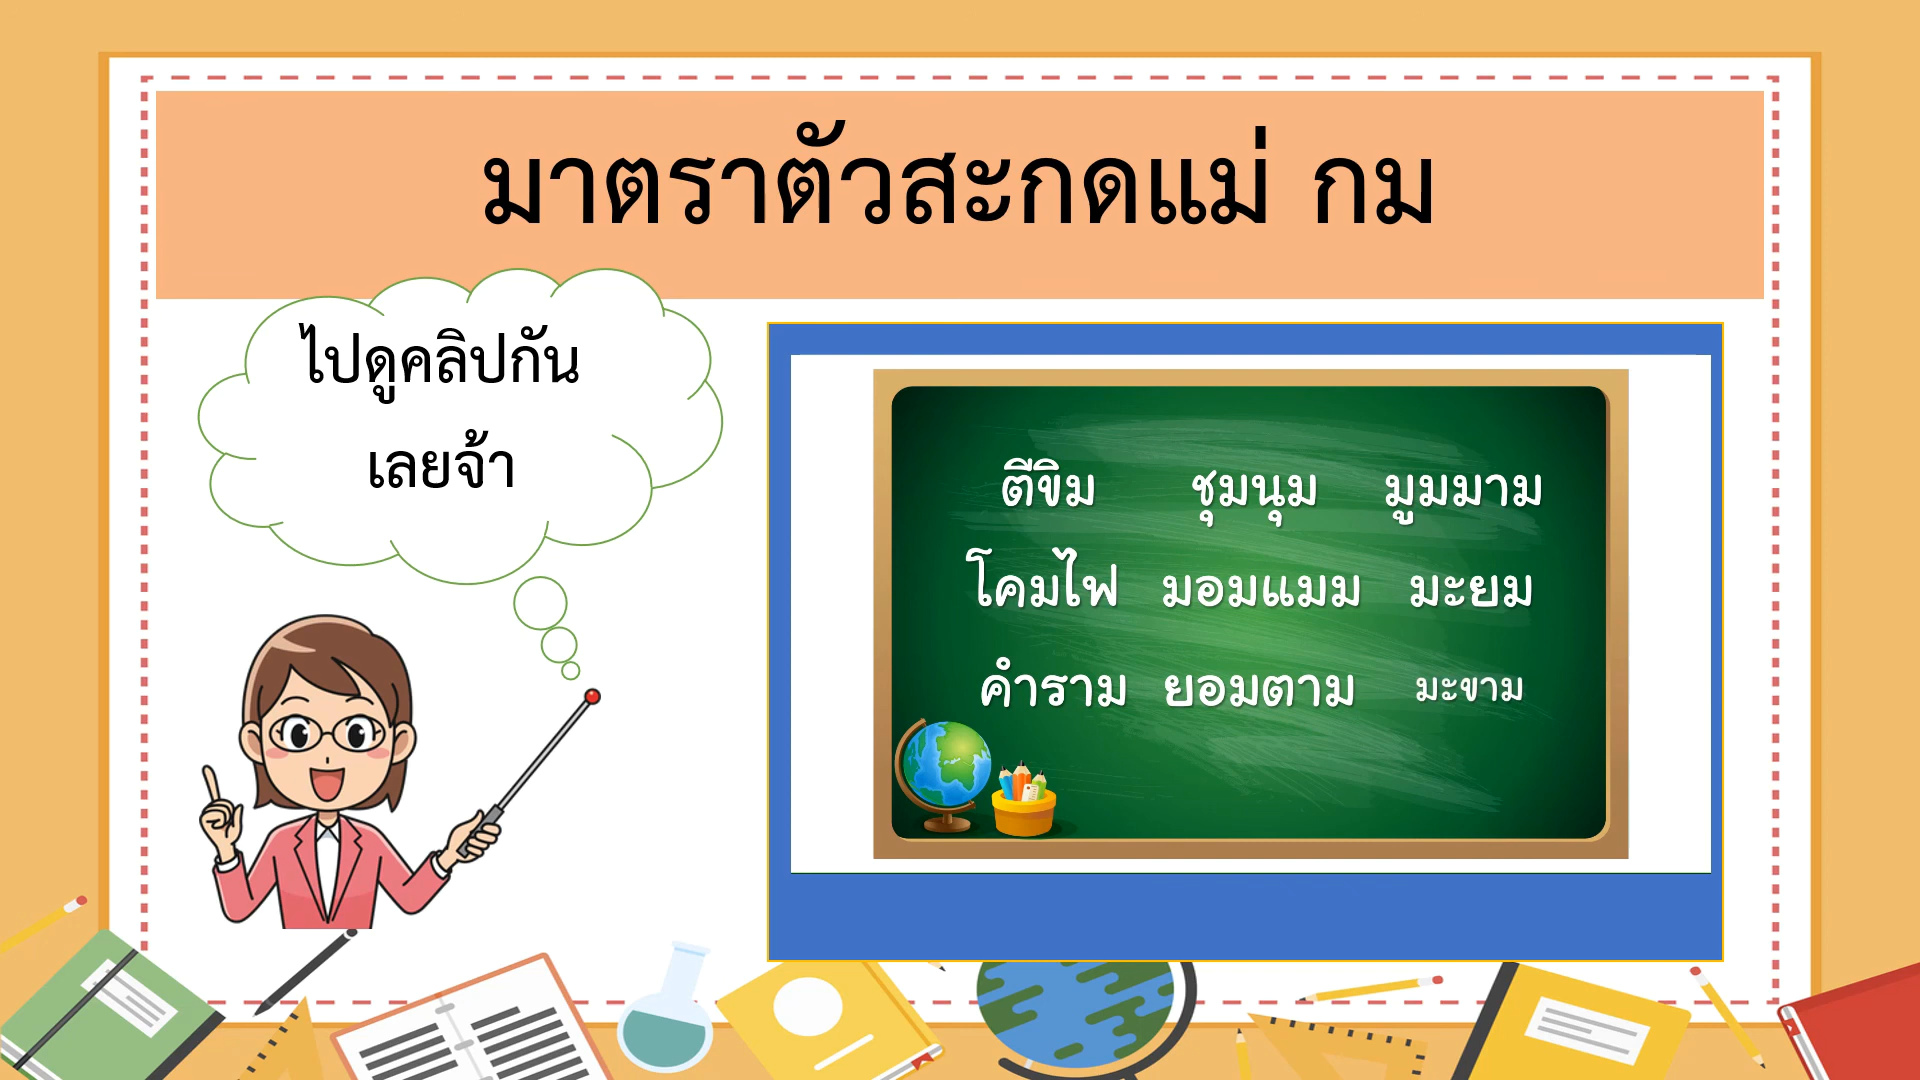 มาตราตัวสะกดแม่ กม
ไปดูคลิปกัน
เลยจ้า
ตีขิม ชุมนุม มูมมาม
โคมไฟ มอมแมม มะยม
คำราม ยอมตาม มะขาม